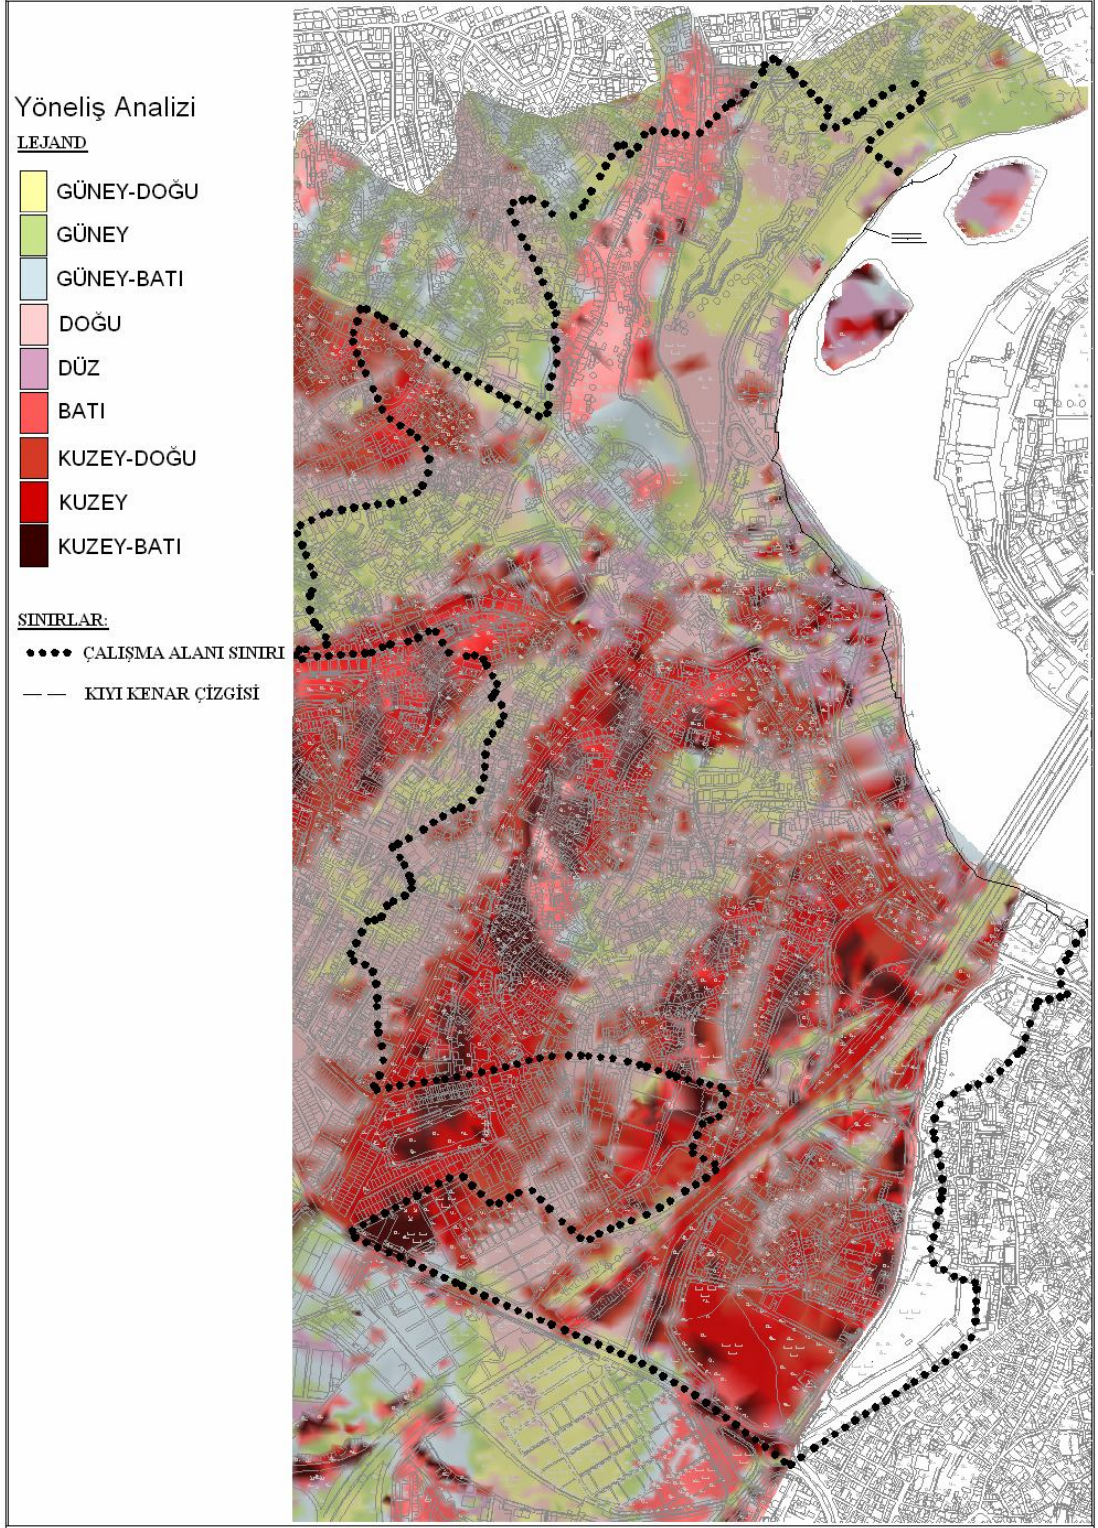 Yöneliş Analizi
LEJAND
GÜNEY-DOĞU
GÜNEY
GÜNEY-BATI
DOĞU
DÜZ
BATI
KUZEY-DOĞU
KUZEY
KUZEY-BATI
SINIRLAR:
ÇALIŞMA ALANI SINIRI
KIYI KENAR ÇİZGİSİ